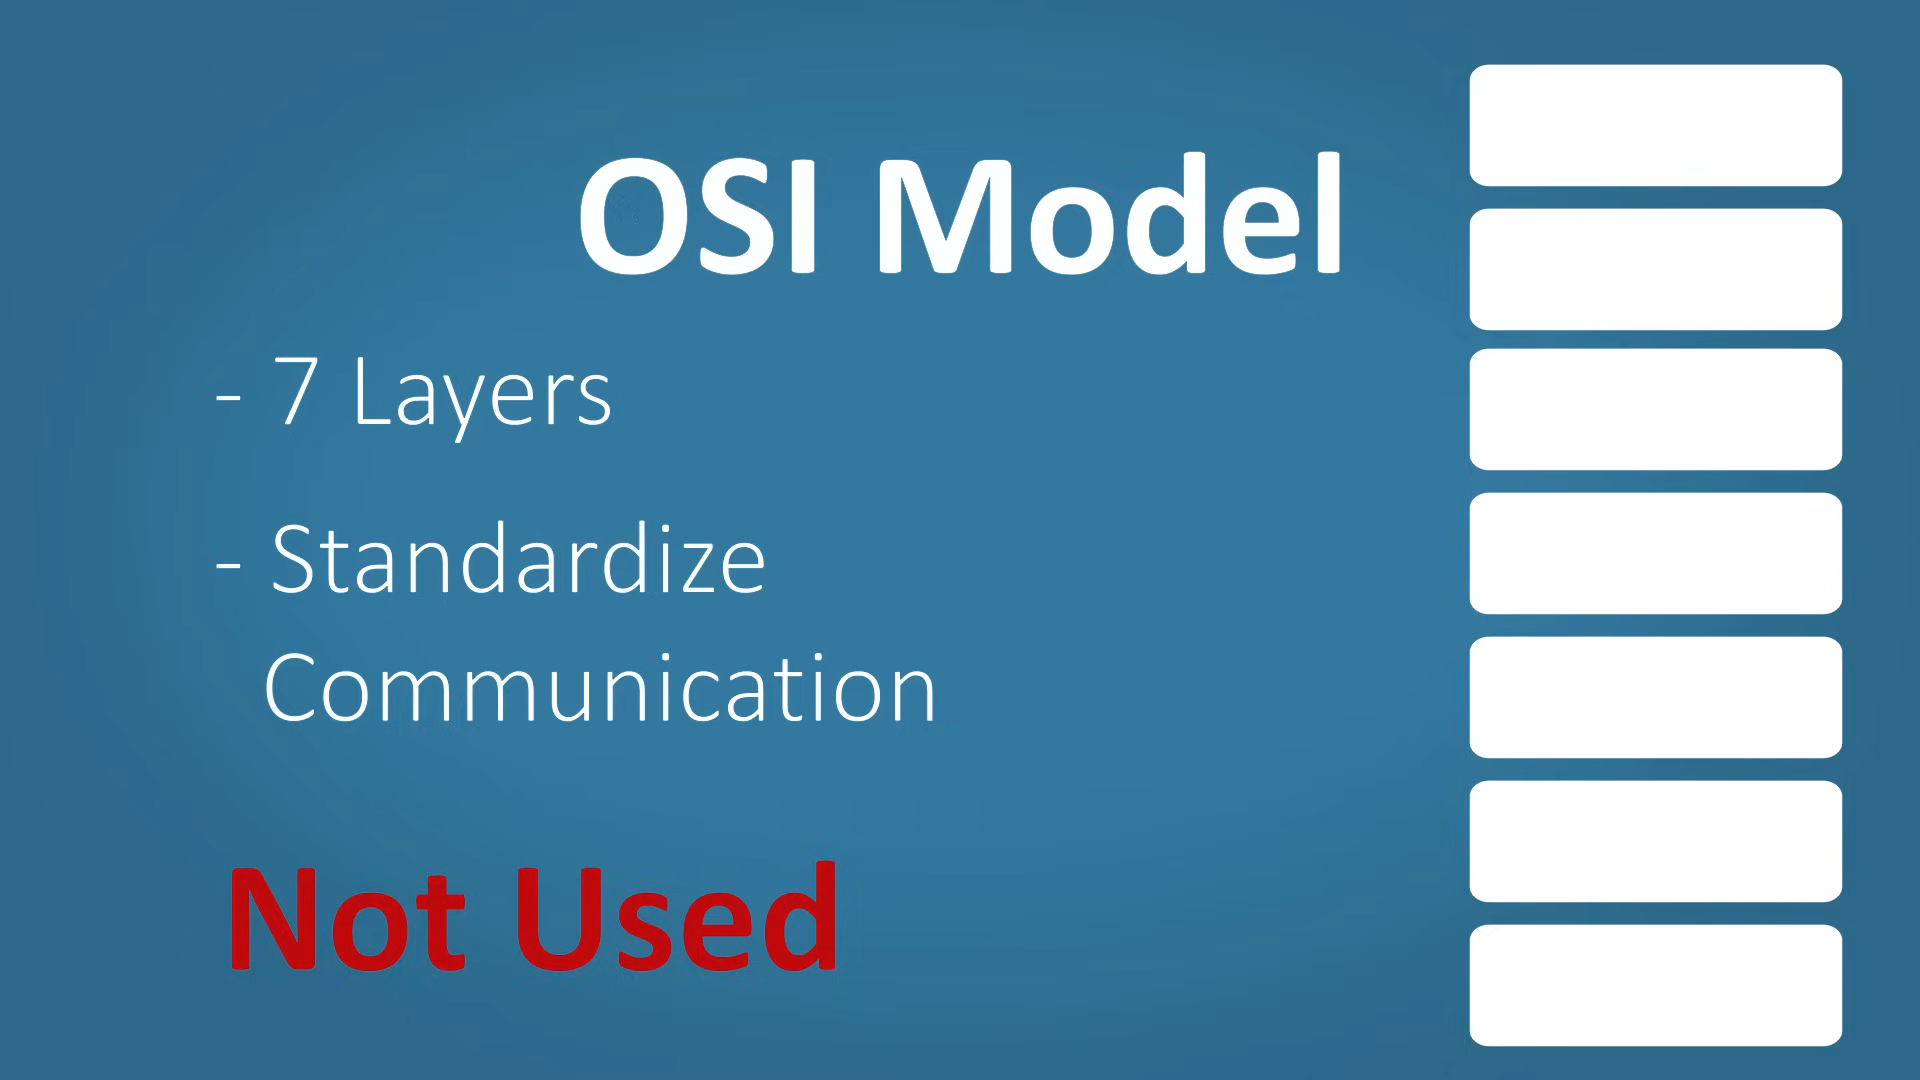 OSI Model
- 7 Layers
- Standardize
Communication
Not Used